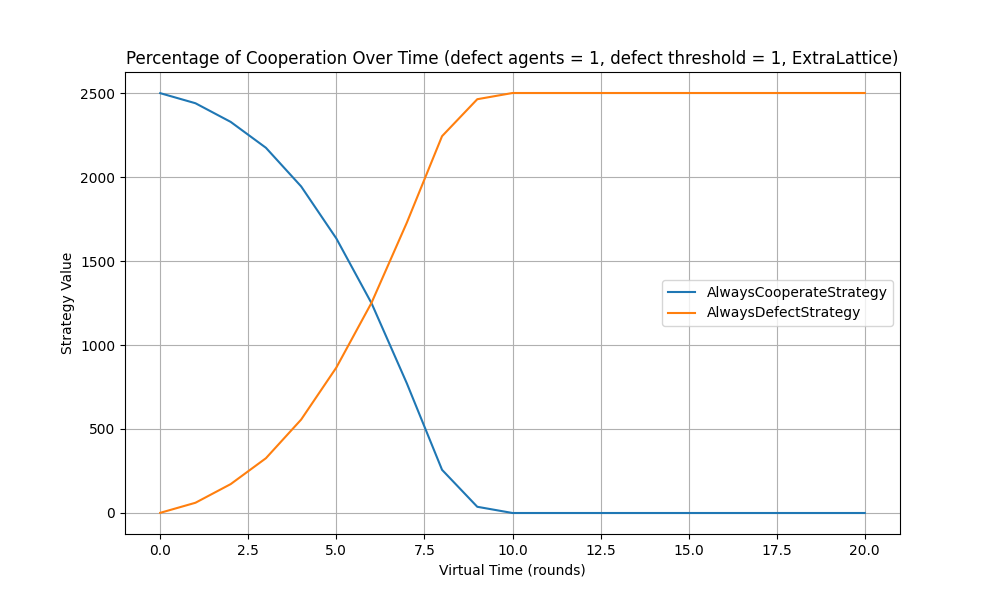 Percentage of Cooperation Over Time (defect agents = 1, defect threshold = 1, ExtraLattice)
2500
2000
1500
1000
500
0
Strategy Value
AlwaysCooperateStrategy
AlwaysDefectStrategy
0.0 2.5 5.0 7.5 10.0 12.5 15.0 17.5 20.0
Virtual Time (rounds)